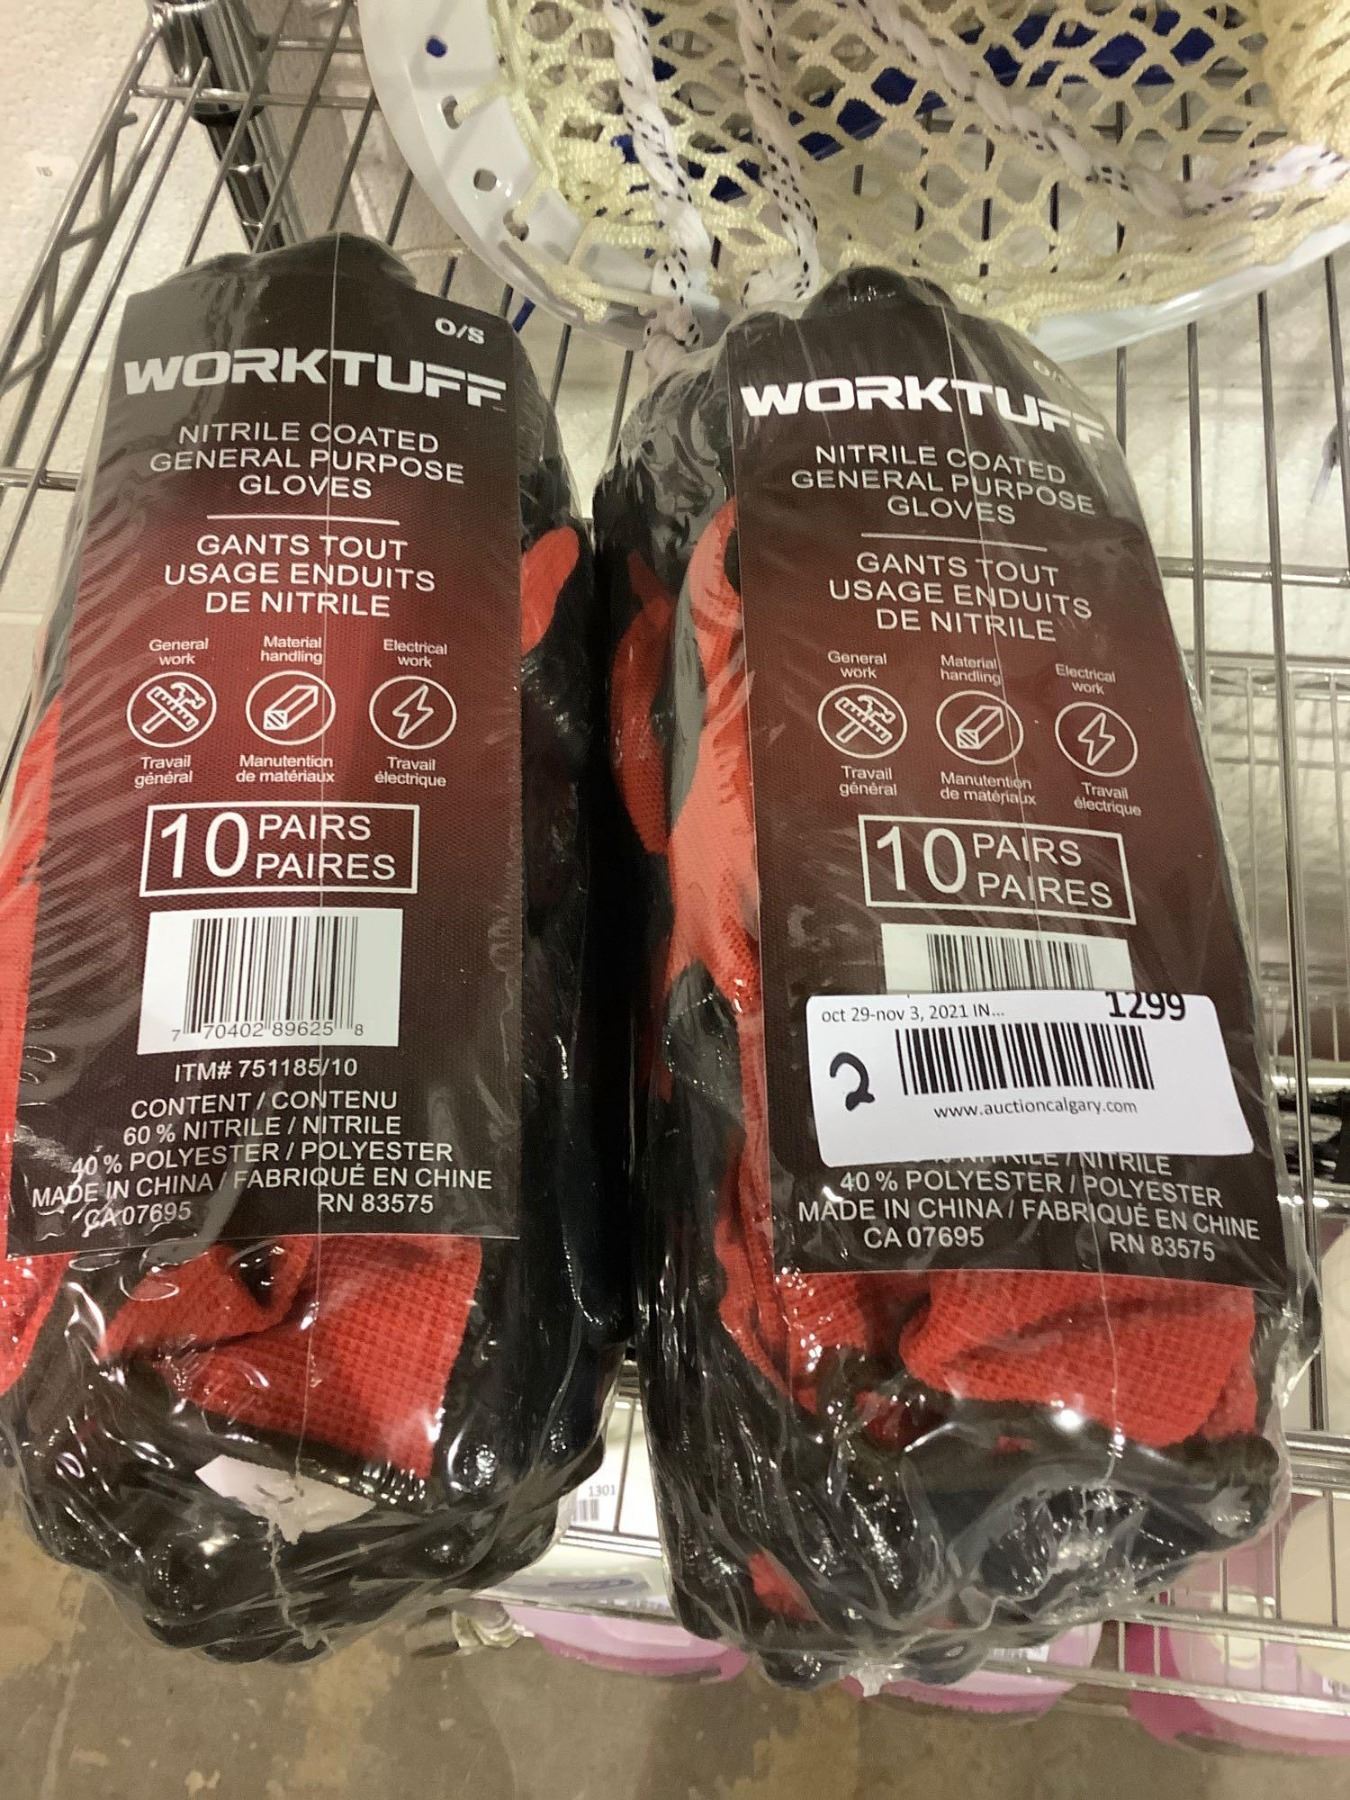 O/S
WORKTUFF
NITRILE COATED
GENERAL PURPOSE
GLOVES
GANTS TOUT
USAGE ENDUITS
DE NITRILE
General work
Material handling
Electrical work
Travail général
Manutention de matériaux
Travail électrique
10 PAIRS
PAIRES
7 70402 89625 8
ITM# 751185/10
CONTENT / CONTENU
60 % NITRILE / NITRILE
40 % POLYESTER / POLYESTER
MADE IN CHINA / FABRIQUÉ EN CHINE
CA 07695 RN 83575
WORKTUFF
NITRILE COATED
GENERAL PURPOSE
GLOVES
GANTS TOUT
USAGE ENDUITS
DE NITRILE
General work
Material handling
Electrical work
Travail général
Manutention de matériaux
Travail électrique
10 PAIRS
PAIRES
oct 29-nov 3, 2021 IN... 1299
2
www.auctioncalgary.com
NITRILE / NITRILE
40 % POLYESTER / POLYESTER
MADE IN CHINA / FABRIQUÉ EN CHINE
CA 07695 RN 83575
1301